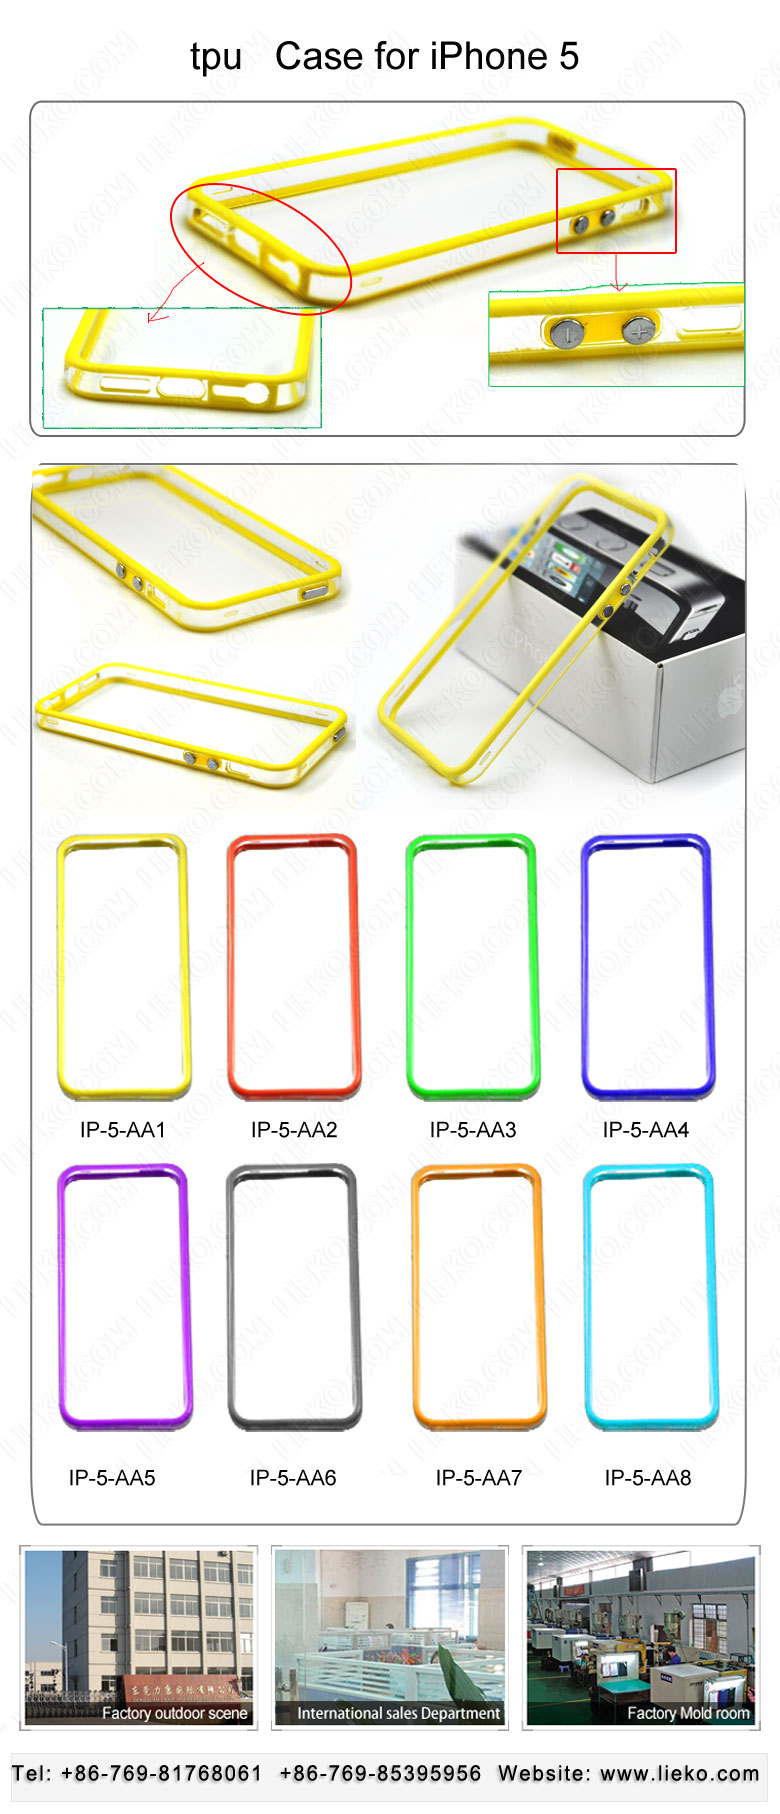 tpu Case for iPhone 5
IP-5-AA1 IP-5-AA2 IP-5-AA3 IP-5-AA4
IP-5-AA5 IP-5-AA6 IP-5-AA7 IP-5-AA8
Factory outdoor scene
International sales Department
Factory Mold room
Tel: +86-769-81768061 +86-769-85395956 Website: www.lieko.com
LIEKO.COM